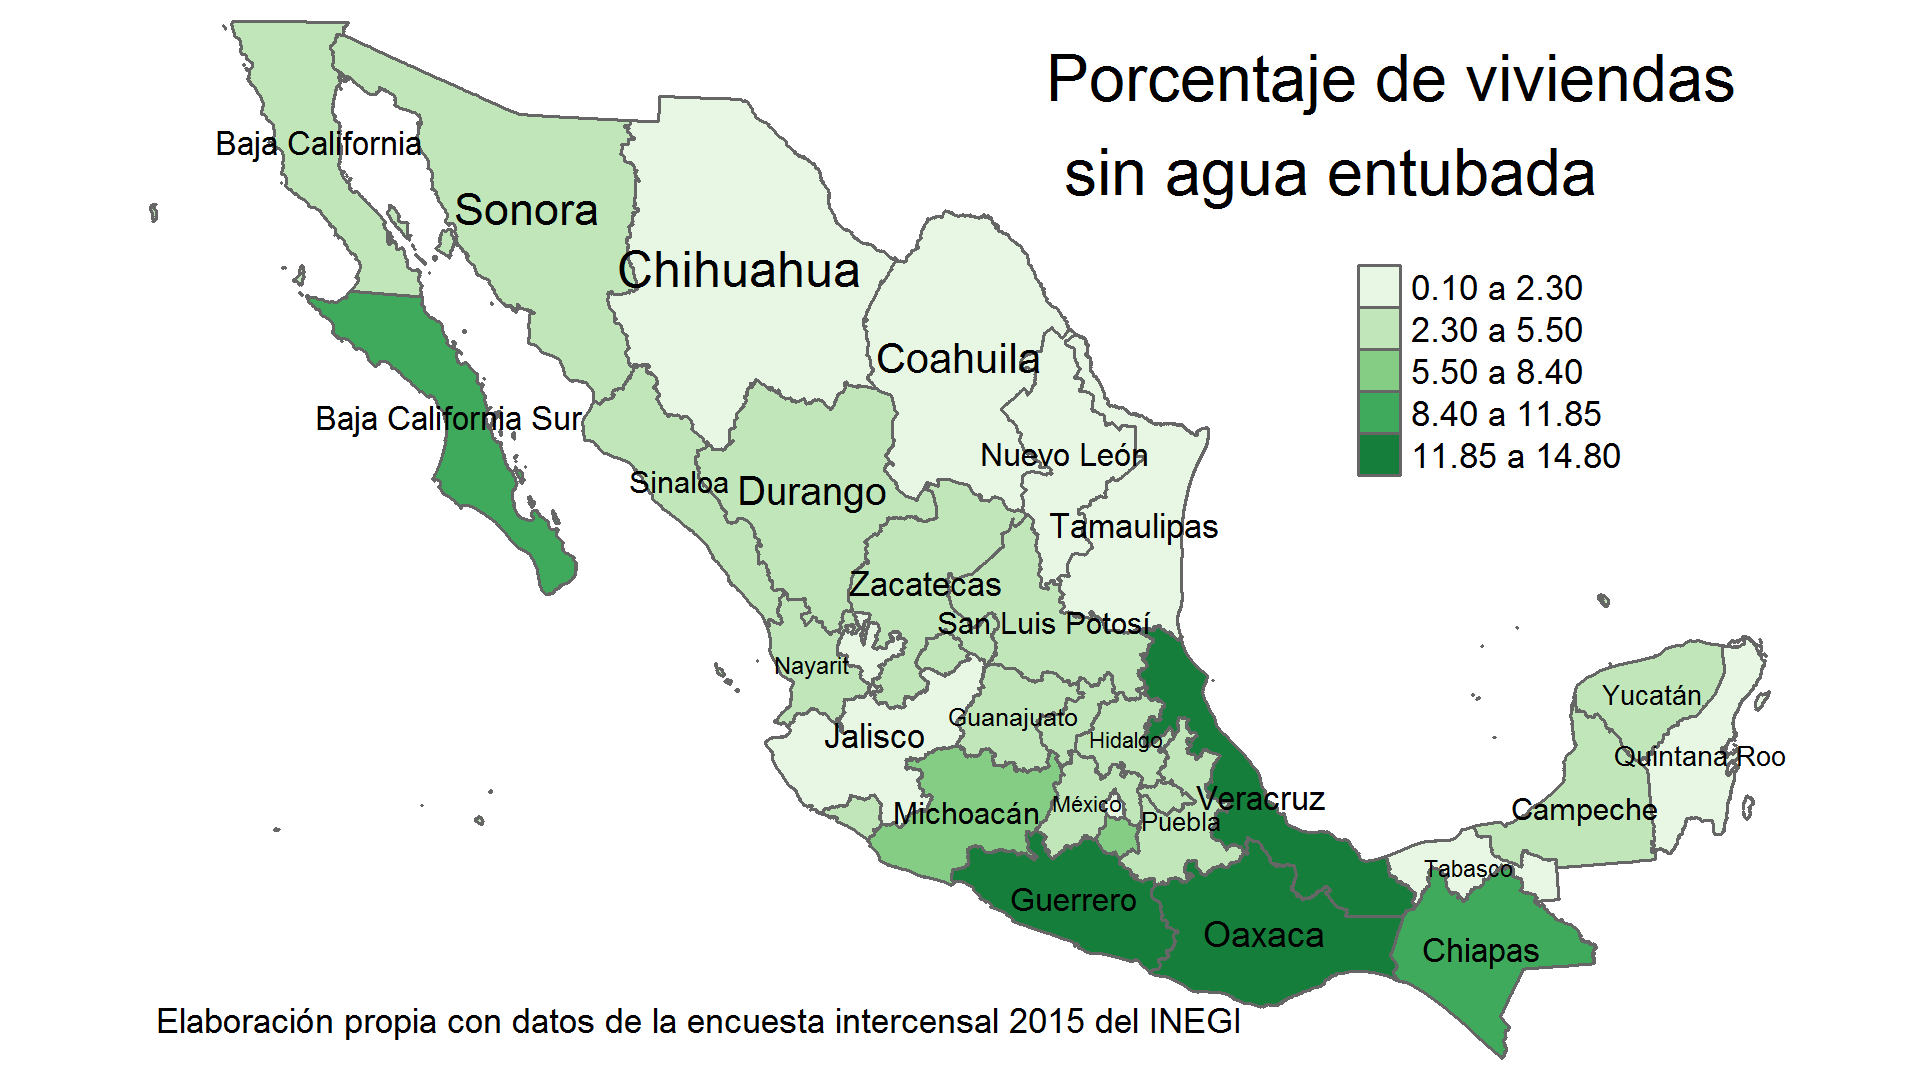 Porcentaje de viviendas
sin agua entubada
0.10 a 2.30
2.30 a 5.50
5.50 a 8.40
8.40 a 11.85
11.85 a 14.80
Baja California
Sonora
Chihuahua
Coahuila
Baja California Sur
Nuevo León
Sinaloa
Durango
Tamaulipas
Zacatecas
San Luis Potosí
Nayarit
Yucatán
Guanajuato
Jalisco
Hidalgo
Quintana Roo
Veracruz
México
Campeche
Michoacán
Puebla
Tabasco
Guerrero
Oaxaca
Chiapas
Elaboración propia con datos de la encuesta intercensal 2015 del INEGI